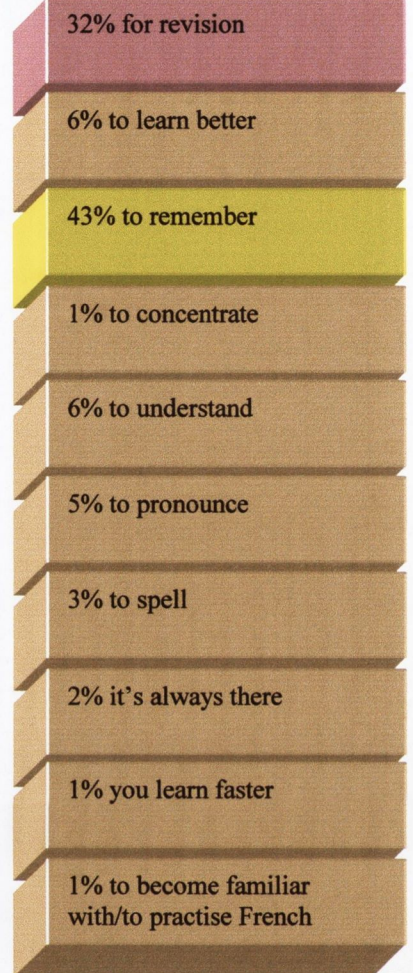 32% for revision
6% to learn better
43% to remember
1% to concentrate
6% to understand
5% to pronounce
3% to spell
2% it's always there
1% you learn faster
1% to become familiar
with/to practise French